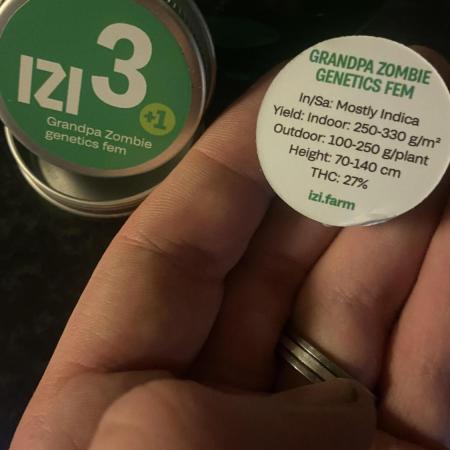 IZI 3
+1
Grandpa Zombie
genetics fem
GRANDPA ZOMBIE
GENETICS FEM
In/Sa: Mostly Indica
Yield: Indoor: 250-330 g/m²
Outdoor: 100-250 g/plant
Height: 70-140 cm
THC: 27%
izi.farm